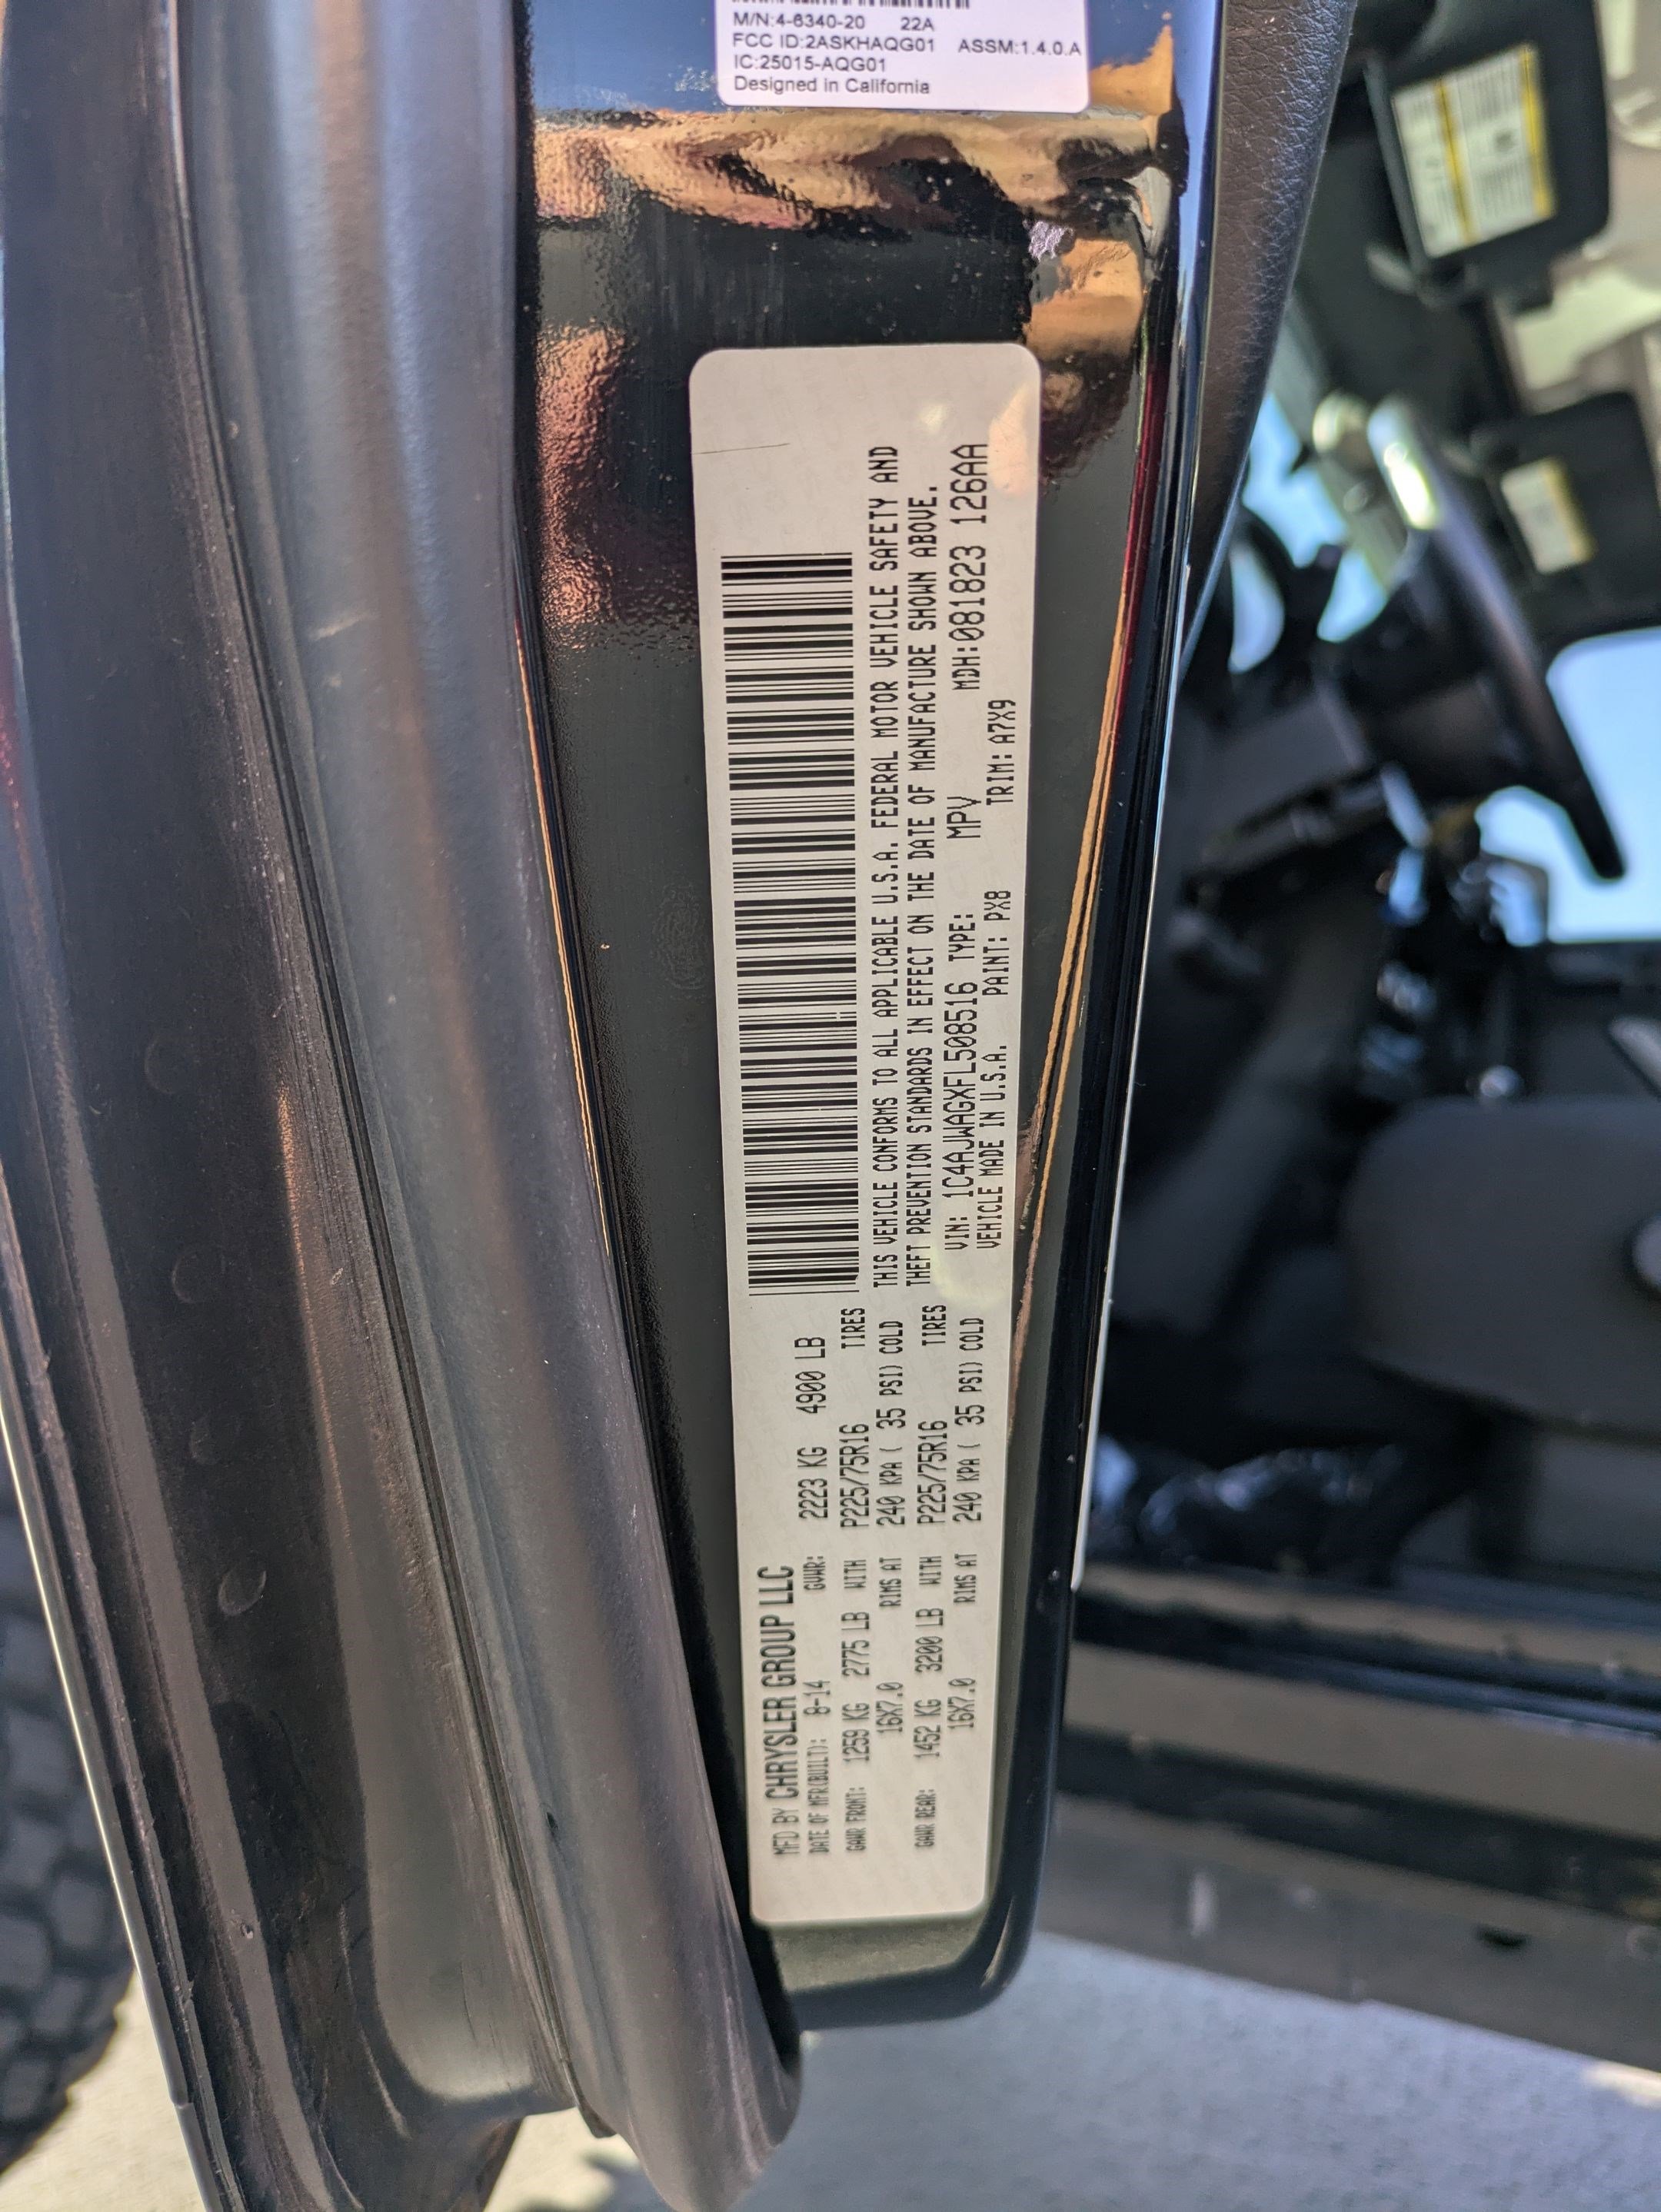 M/N:4-6340-20 22A
FCC ID:2ASKHAQG01 ASSM:1.4.0.A
IC:25015-AQG01
Designed in California
MFD BY CHRYSLER GROUP LLC
DATE OF MFR(BUILT): 8-14 GVWR: 2223 KG 4900 LB
GAWR FRONT: 1259 KG 2775 LB WITH P225/75R16 TIRES
16X7.0 RIMS AT 240 KPA ( 35 PSI) COLD
GAWR REAR: 1452 KG 3200 LB WITH P225/75R16 TIRES
16X7.0 RIMS AT 240 KPA ( 35 PSI) COLD
THIS VEHICLE CONFORMS TO ALL APPLICABLE U.S.A. FEDERAL MOTOR VEHICLE SAFETY AND
THEFT PREVENTION STANDARDS IN EFFECT ON THE DATE OF MANUFACTURE SHOWN ABOVE.
VIN: 1C4AJWAGXFL508516 TYPE: MPV MDH:081823 126AA
VEHICLE MADE IN U.S.A. PAINT: PX8 TRIM: A7X9